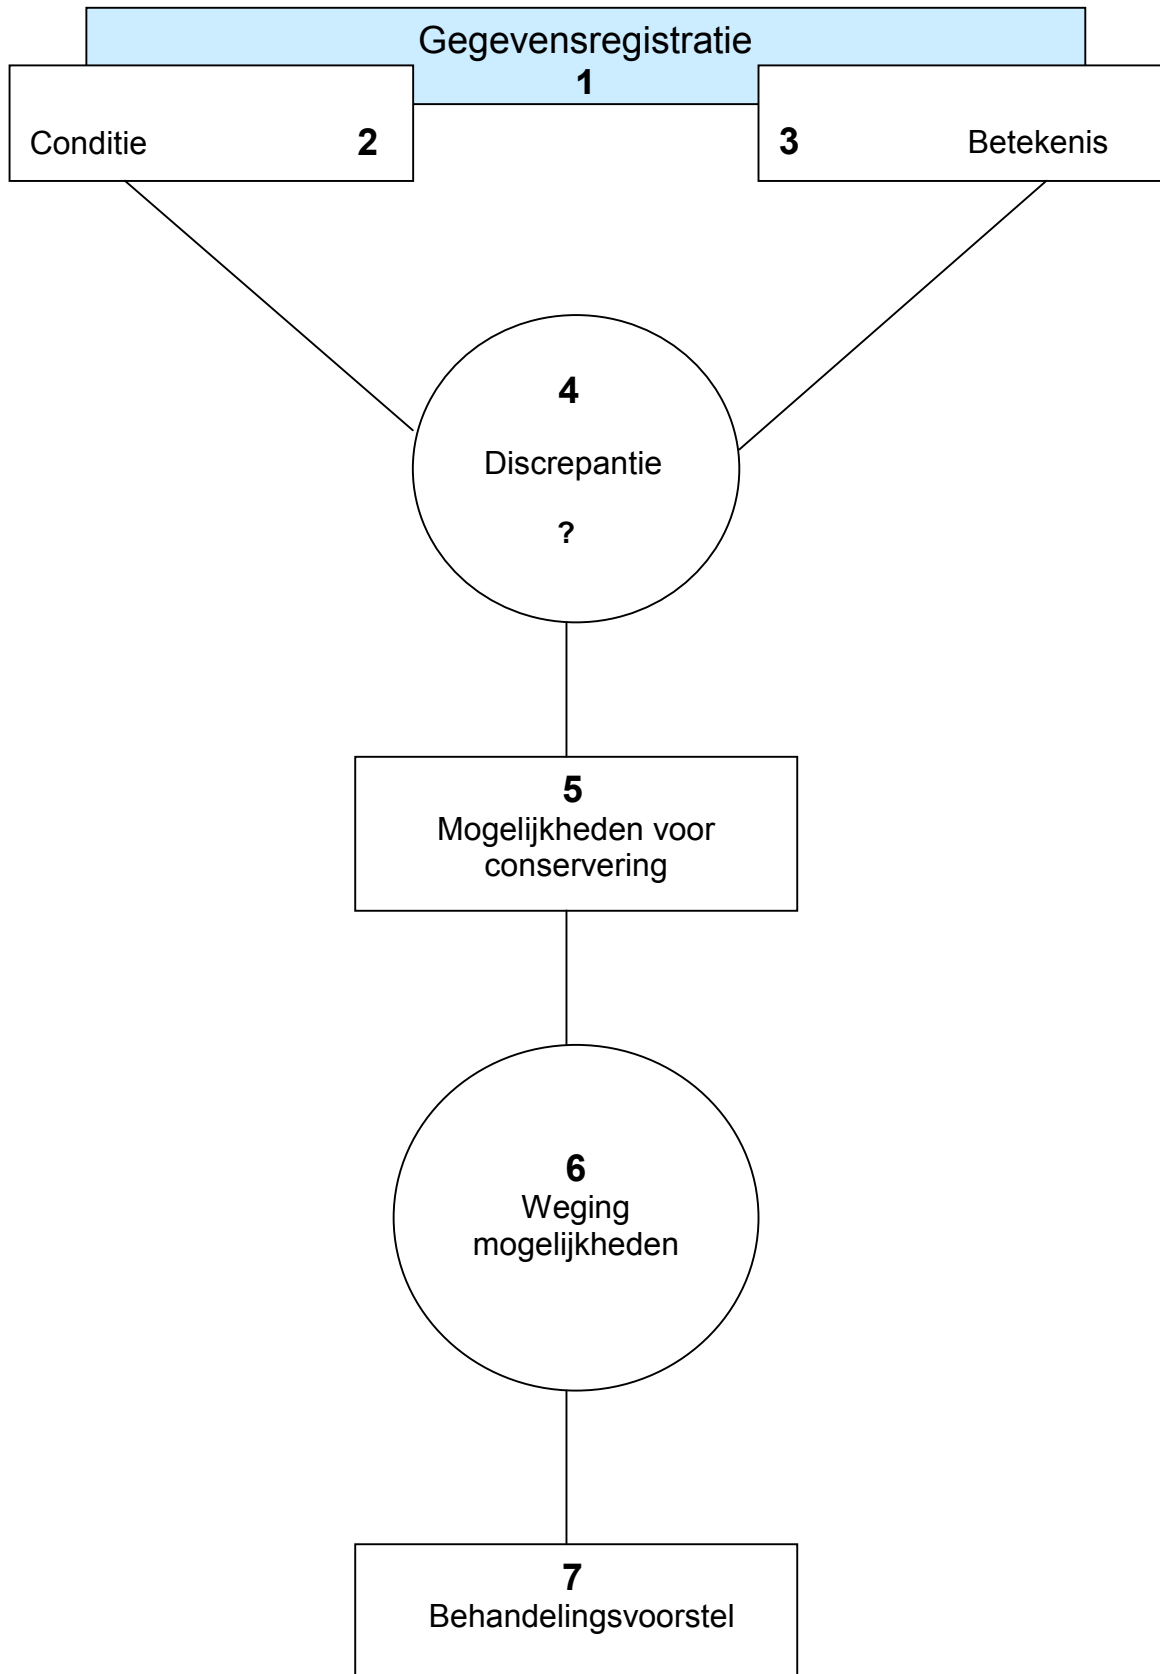 Gegevensregistratie
1
Conditie 2
3 Betekenis
4
Discrepantie
?
5
Mogelijkheden voor
conservering
6
Weging
mogelijkheden
7
Behandelingsvoorstel